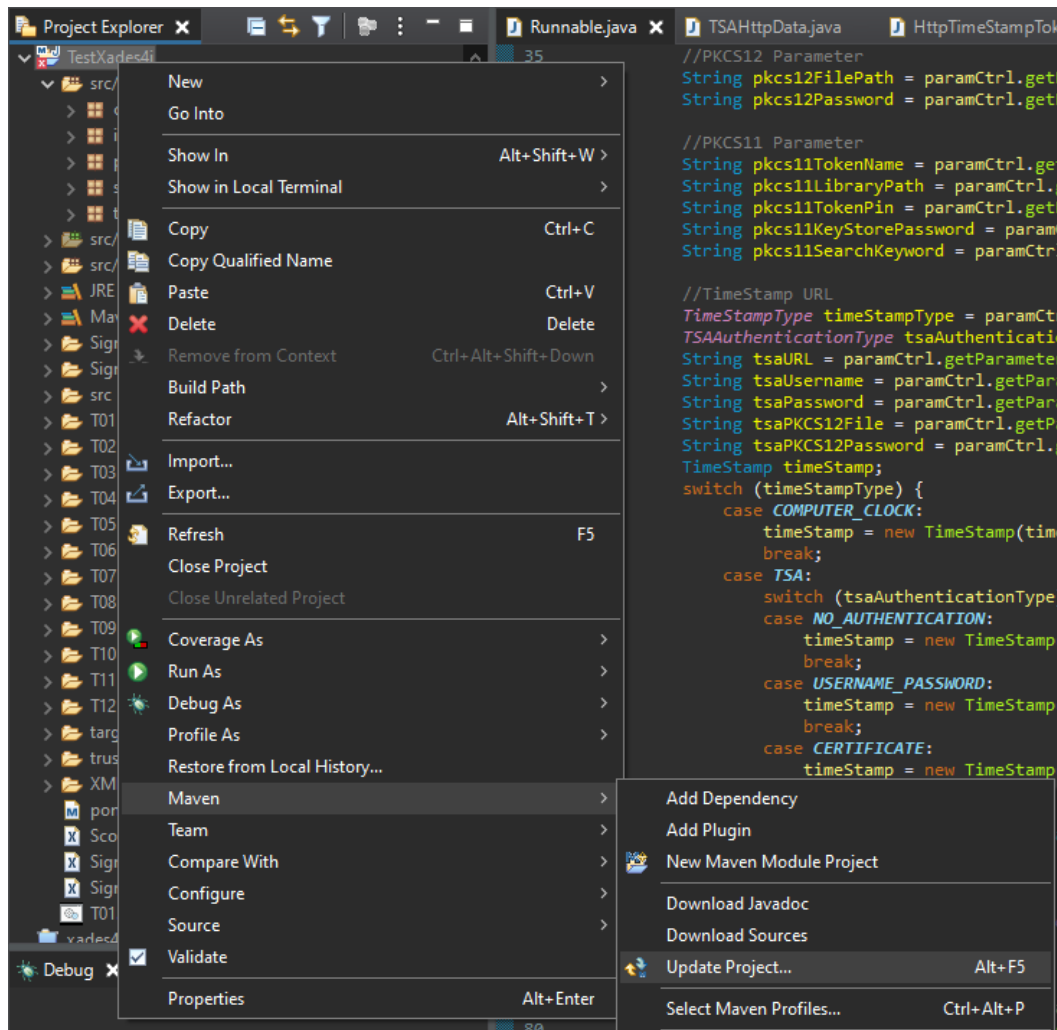 Project Explorer
Runnable.java
TSAHttpData.java
HttpTimeStampTok
TestXades4j
src/
src/
src/
JRE
Mav
Sign
Sign
src
T01
T02
T03
T04
T05
T06
T07
T08
T09
T10
T11
T12
targ
trus
XM
pom
Sco
Sign
Sign
T01
xades4
Debug
New
Go Into
Show In Alt+Shift+W >
Show in Local Terminal
Copy Ctrl+C
Copy Qualified Name
Paste Ctrl+V
Delete Delete
Remove from Context Ctrl+Alt+Shift+Down
Build Path
Refactor Alt+Shift+T >
Import...
Export...
Refresh F5
Close Project
Close Unrelated Project
Coverage As
Run As
Debug As
Profile As
Restore from Local History...
Maven
Team
Compare With
Configure
Source
Validate
Properties Alt+Enter
Add Dependency
Add Plugin
New Maven Module Project
Download Javadoc
Download Sources
Update Project... Alt+F5
Select Maven Profiles... Ctrl+Alt+P
35
//PKCS12 Parameter
String pkcs12FilePath = paramCtrl.get
String pkcs12Password = paramCtrl.get
//PKCS11 Parameter
String pkcs11TokenName = paramCtrl.ge
String pkcs11LibraryPath = paramCtrl.
String pkcs11TokenPin = paramCtrl.get
String pkcs11KeyStorePassword = param
String pkcs11SearchKeyword = paramCtr
//TimeStamp URL
TimeStampType timeStampType = paramCt
TSAAuthenticationType tsaAuthenticati
String tsaURL = paramCtrl.getParamete
String tsaUsername = paramCtrl.getPar
String tsaPassword = paramCtrl.getPar
String tsaPKCS12File = paramCtrl.getP
String tsaPKCS12Password = paramCtrl.
TimeStamp timeStamp;
switch (timeStampType) {
case COMPUTER_CLOCK:
timeStamp = new TimeStamp(tim
break;
case TSA:
switch (tsaAuthenticationType
case NO_AUTHENTICATION:
timeStamp = new TimeStamp
break;
case USERNAME_PASSWORD:
timeStamp = new TimeStamp
break;
case CERTIFICATE:
timeStamp = new TimeStamp
80